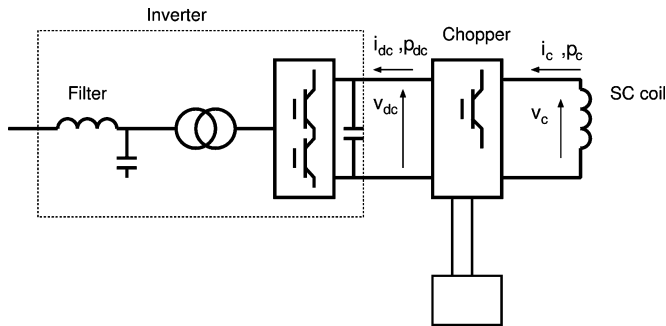 Inverter
Filter
i_dc ,p_dc
v_dc
Chopper
i_c ,p_c
v_c
SC coil